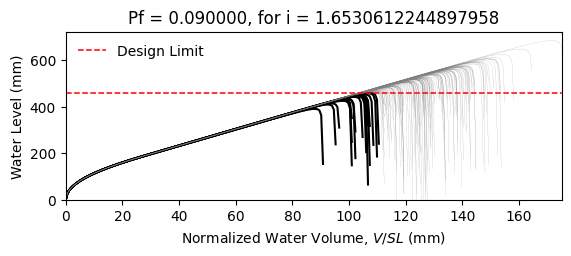 Pf = 0.090000, for i = 1.6530612244897958
Design Limit
Water Level (mm)
600
400
200
0
0 20 40 60 80 100 120 140 160
Normalized Water Volume, V/SL (mm)